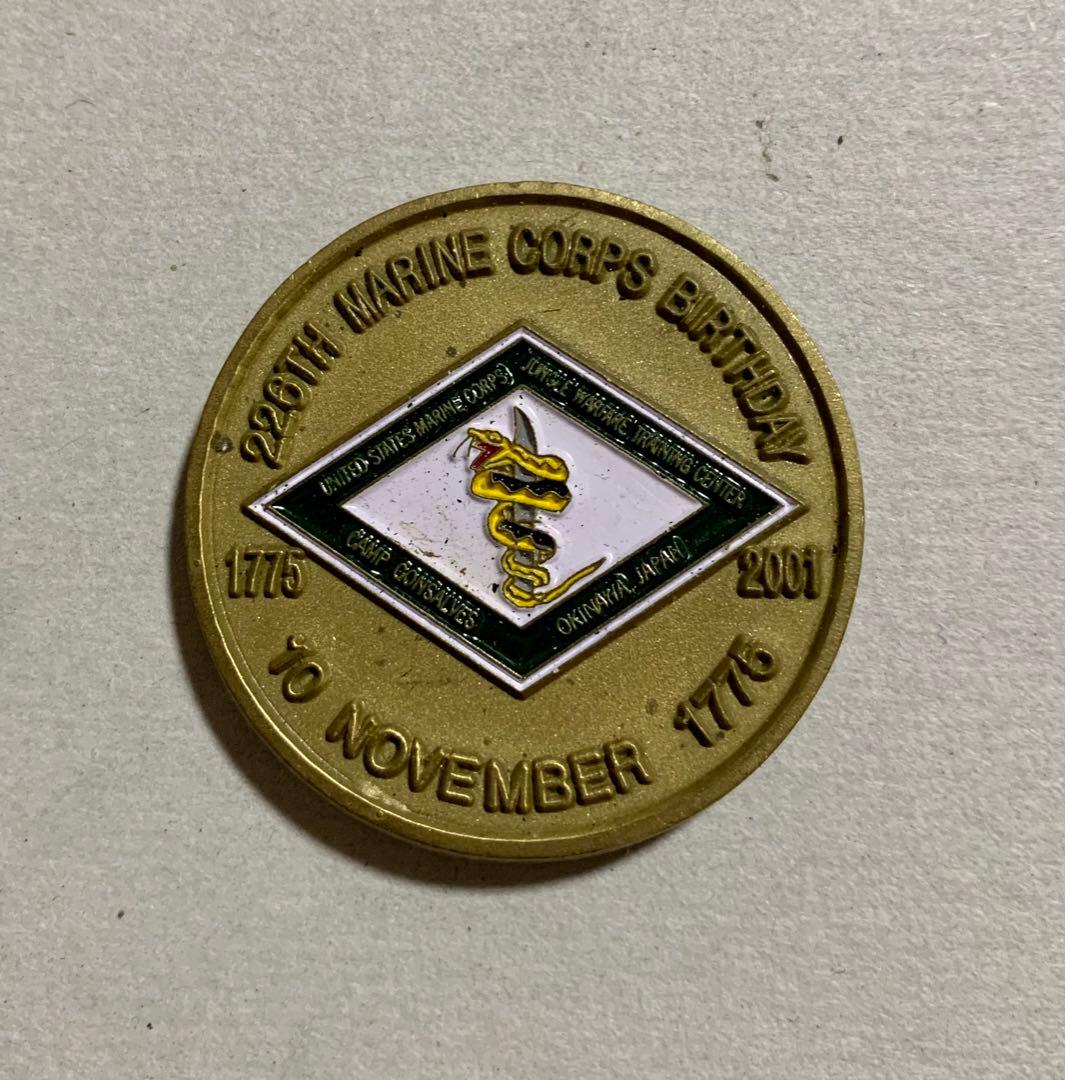 226TH MARINE CORPS BIRTHDAY
UNITED STATES MARINE CORPS
JUNGLE WARFARE TRAINING CENTER
CAMP GONSALVES
OKINAWA, JAPAN
1775
2001
10 NOVEMBER 1775